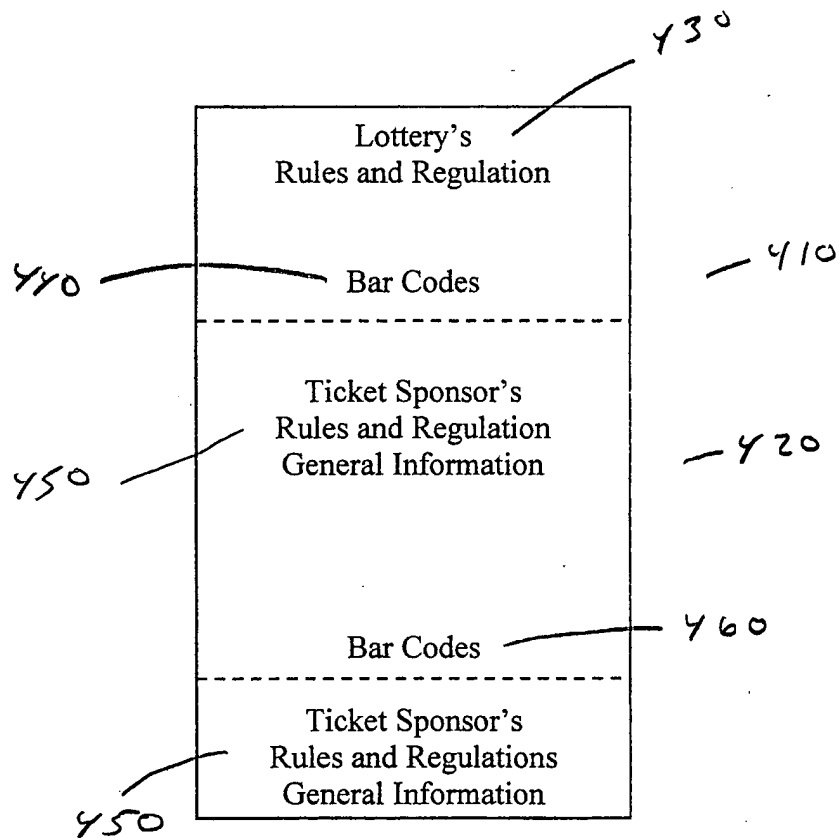 430
Lottery's
Rules and Regulation
410
440
Bar Codes
Ticket Sponsor's
Rules and Regulation
General Information
420
450
Bar Codes
460
Ticket Sponsor's
Rules and Regulations
General Information
450